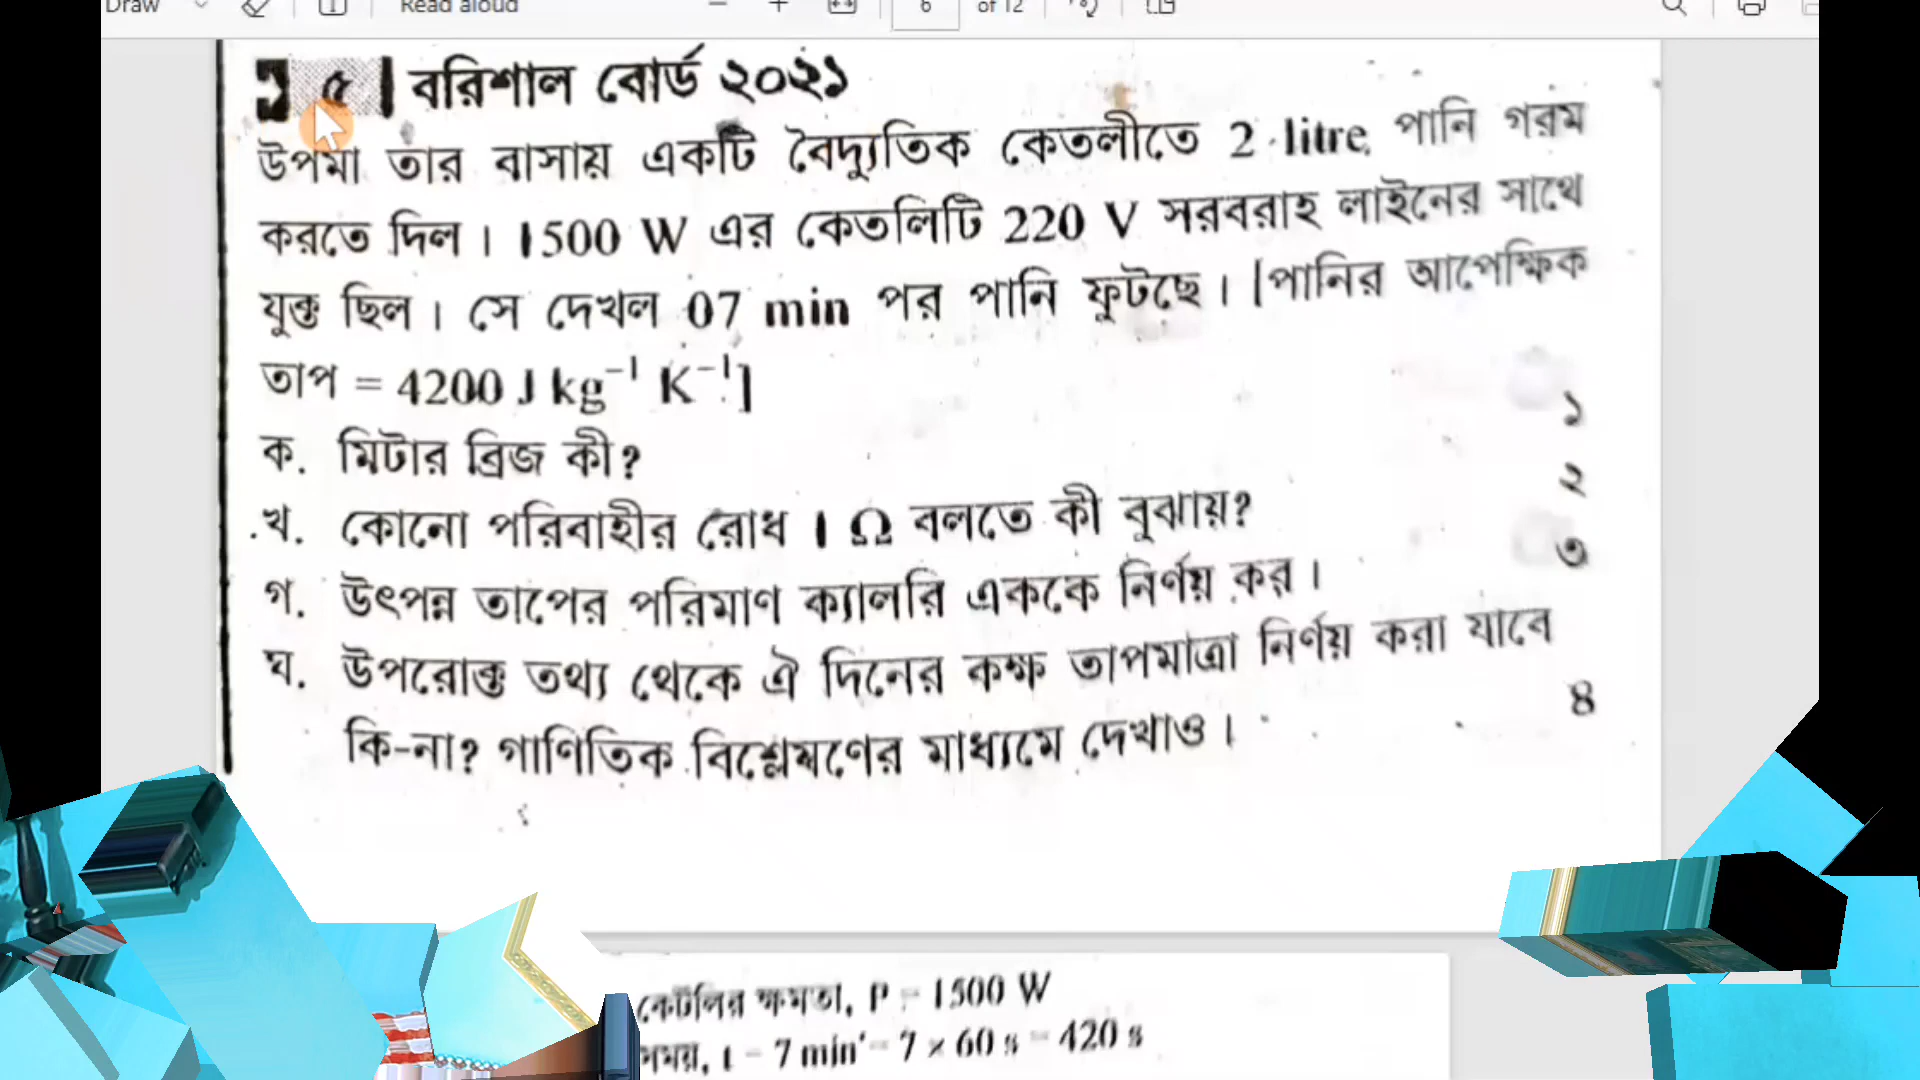 Draw Read aloud 6 of 12
৫ বরিশাল বোর্ড ২০২১
উপমা তার বাসায় একটি বৈদ্যুতিক কেতলীতে 2 litre পানি গরম
করতে দিল। 1500 W এর কেতলিটি 220 V সরবরাহ লাইনের সাথে
যুক্ত ছিল। সে দেখল 07 min পর পানি ফুটছে। [পানির আপেক্ষিক
তাপ = 4200 J kg⁻¹ K⁻¹]
ক. মিটার ব্রিজ কী? ১
খ. কোনো পরিবাহীর রোধ 1 Ω বলতে কী বুঝায়? ২
গ. উৎপন্ন তাপের পরিমাণ ক্যালরি এককে নির্ণয় কর। ৩
ঘ. উপরোক্ত তথ্য থেকে ঐ দিনের কক্ষ তাপমাত্রা নির্ণয় করা যাবে
কি-না? গাণিতিক বিশ্লেষণের মাধ্যমে দেখাও। ৪
কেটলির ক্ষমতা, P = 1500 W
সময়, t = 7 min = 7 × 60 s = 420 s